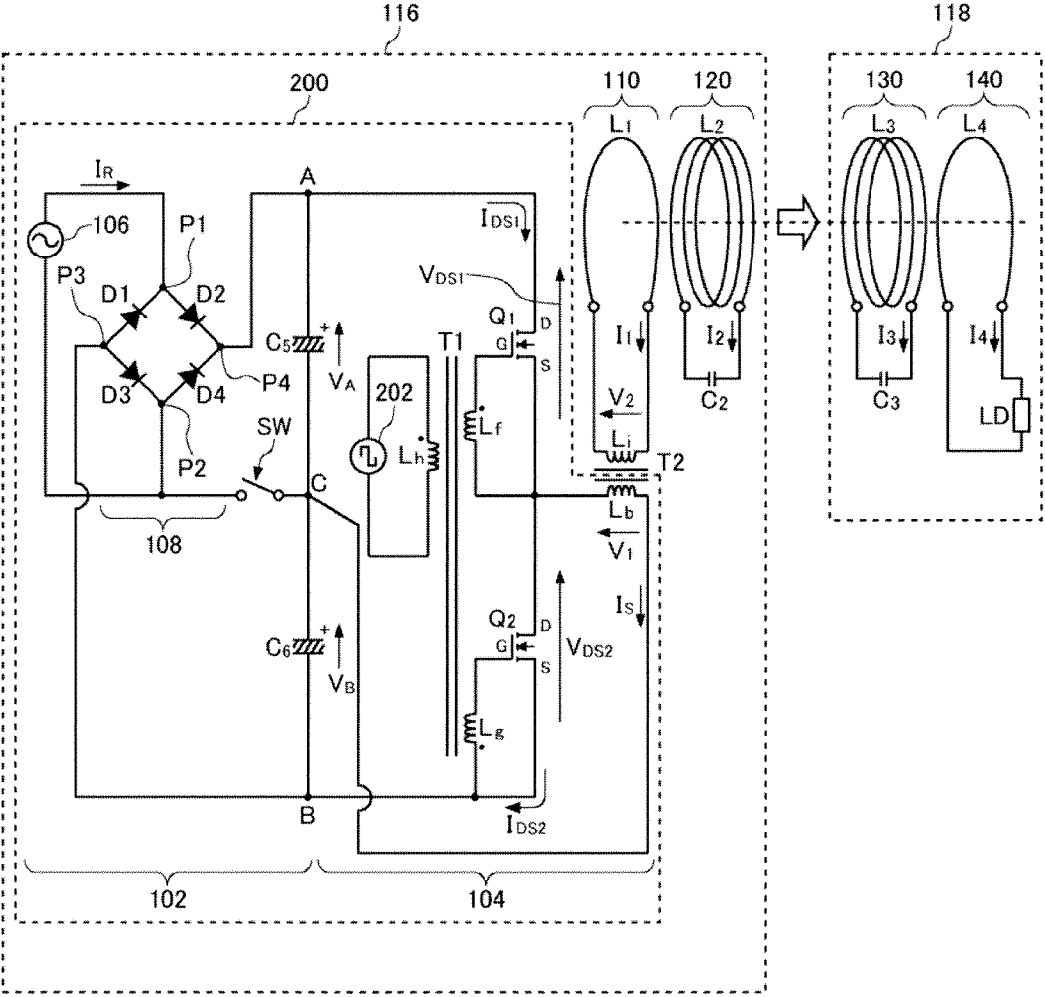 116
118
200
110
120
130
140
L1
L2
L3
L4
IR
A
IDS1
106
P1
P3
VDS1
D1
D2
Q1
D
G
S
C5
+
T1
I1
I2
I3
I4
VA
D3
D4
P4
202
C2
C3
V2
LD
SW
Lf
Li
P2
Lh
T2
C
Lb
108
V1
IS
Q2
D
G
S
C6
+
VDS2
VB
Lg
B
IDS2
102
104